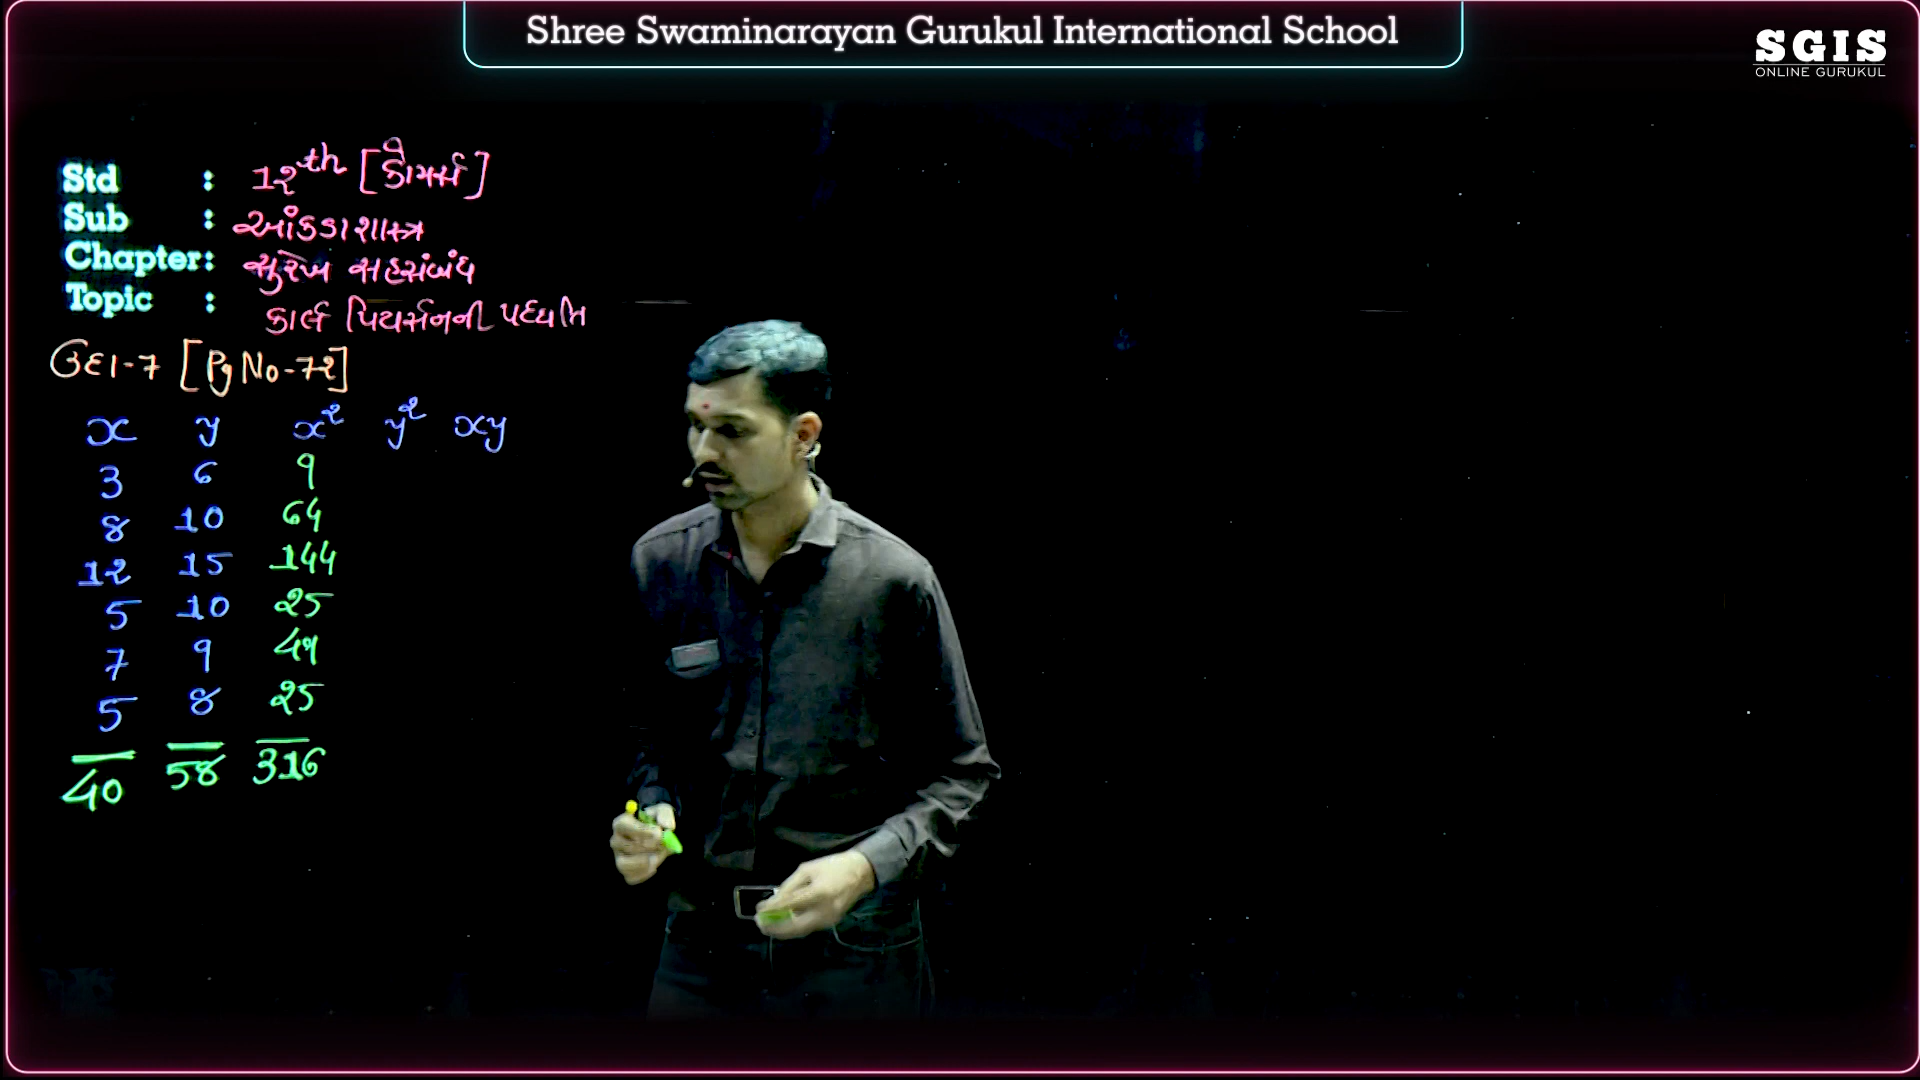 Shree Swaminarayan Gurukul International School
SGIS
ONLINE GURUKUL
Std : 12th [કૉમર્સ]
Sub : આંકડાશાસ્ત્ર
Chapter: સુરેખ સહસંબંધ
Topic : કાર્લ પિયર્સનની પદ્ધતિ
ઉદા-7 [Pg No-72]
x y x² y² xy
3 6 9
8 10 64
12 15 144
5 10 25
7 9 49
5 8 25
40 58 316